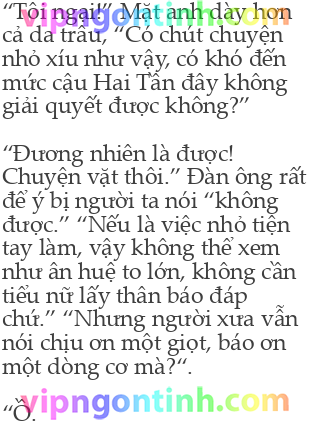 “Tôi ngại!” Mặt anh dày hơn
cả da trâu, “Có chút chuyện
nhỏ xíu như vậy, có khó đến
mức cậu Hai Tần đây không
giải quyết được không?”
“Đương nhiên là được!
Chuyện vặt thôi.” Đàn ông rất
để ý bị người ta nói “không
được.” “Nếu là việc nhỏ tiện
tay làm, vậy không thể xem
như ân huệ to lớn, không cần
tiểu nữ lấy thân báo đáp
chứ.” “Nhưng người xưa vẫn
nói chịu ơn một giọt, báo ơn
một dòng cơ mà?“.
vipngontinh.com
“Ồ.